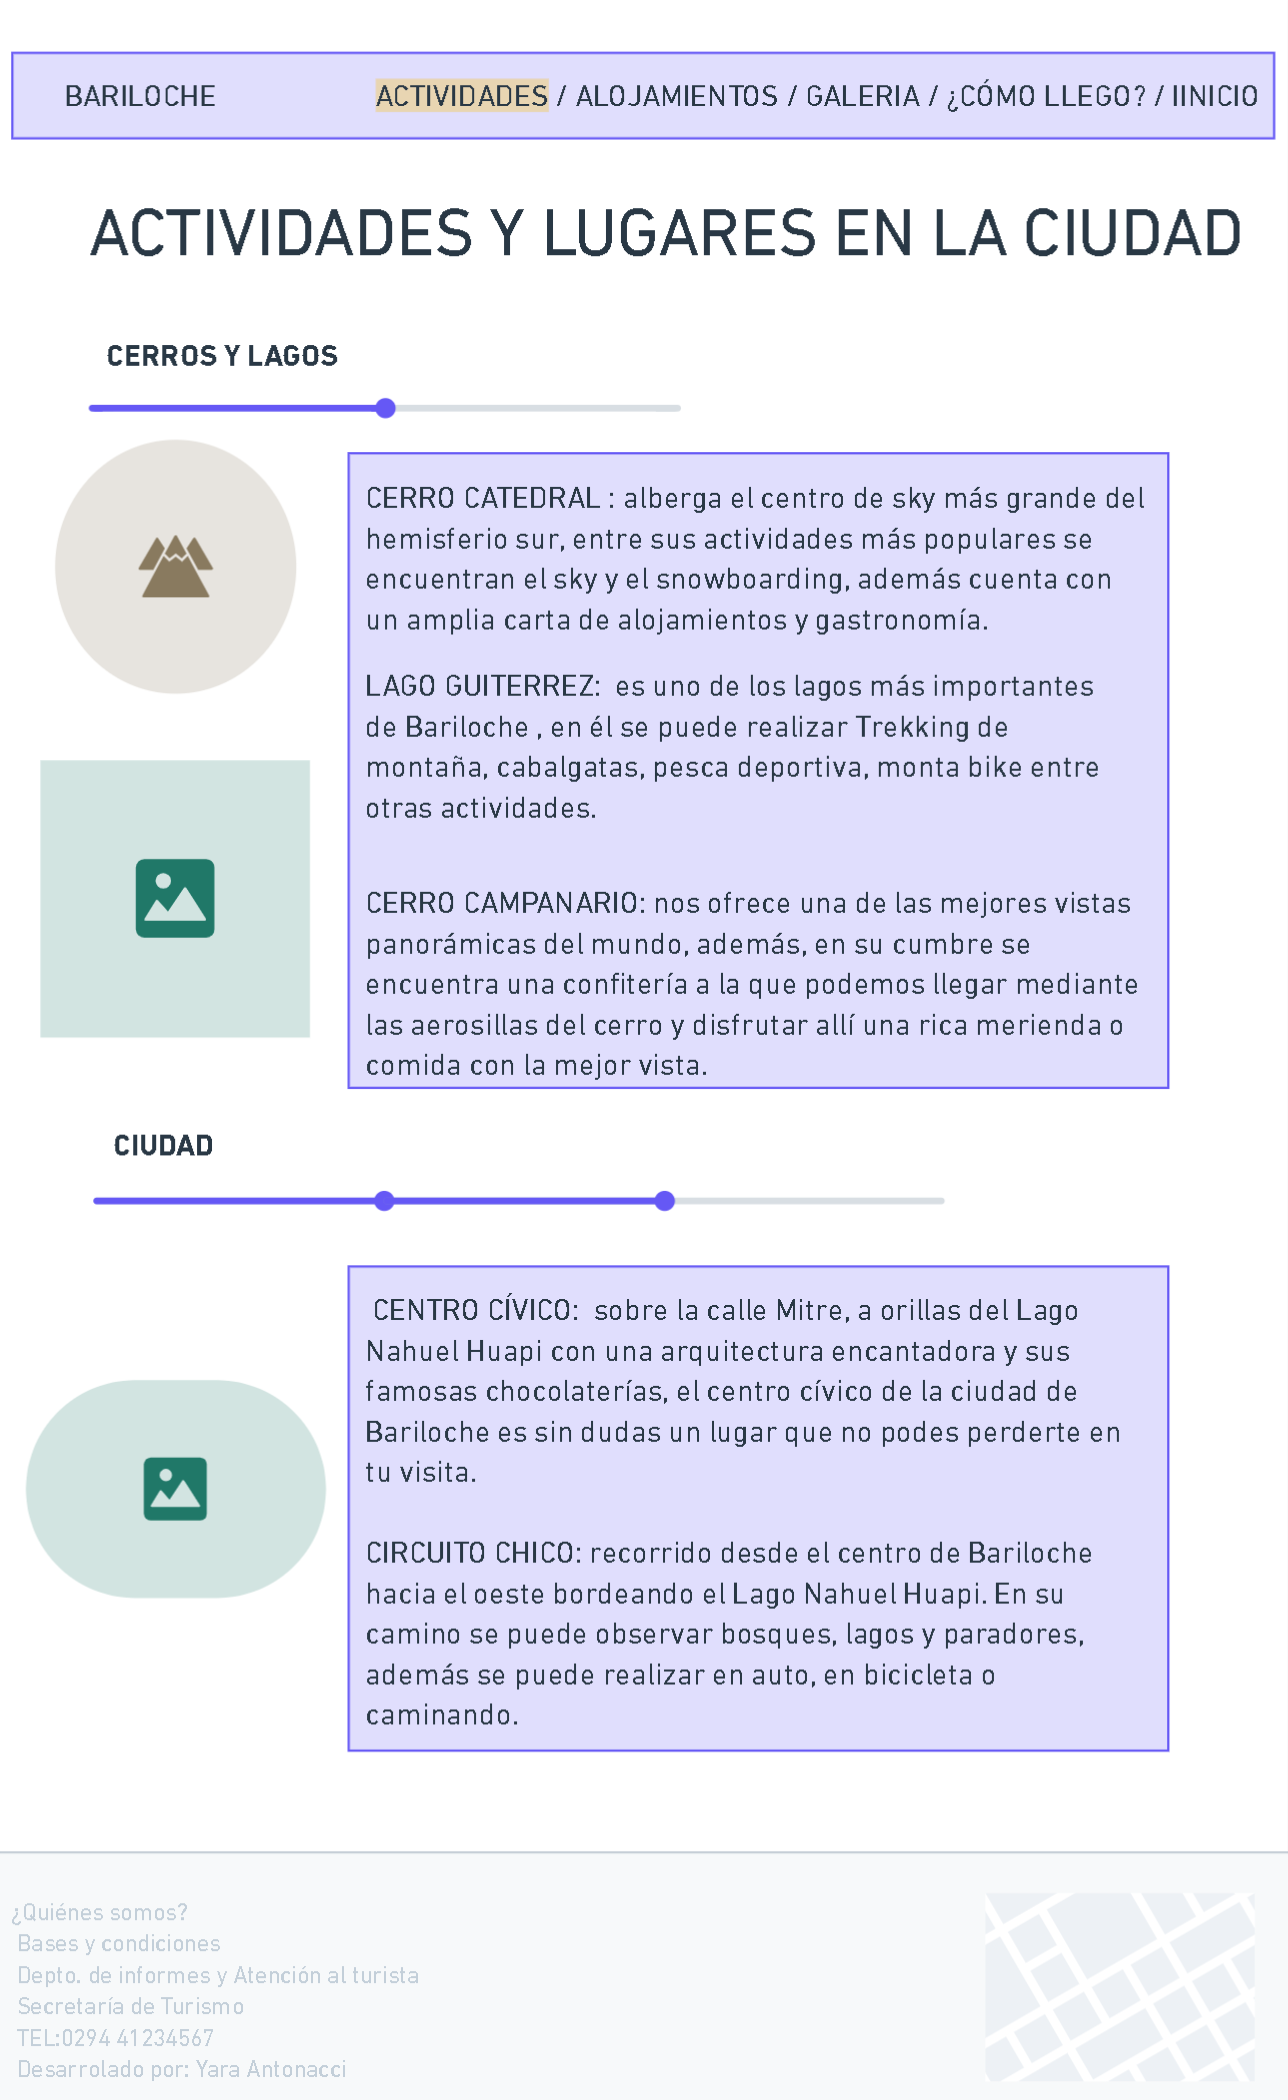 BARILOCHE
ACTIVIDADES / ALOJAMIENTOS / GALERIA / ¿CÓMO LLEGO? / IINICIO
ACTIVIDADES Y LUGARES EN LA CIUDAD
CERROS Y LAGOS
CERRO CATEDRAL : alberga el centro de sky más grande del
hemisferio sur, entre sus actividades más populares se
encuentran el sky y el snowboarding, además cuenta con
un amplia carta de alojamientos y gastronomía.
LAGO GUITERREZ: es uno de los lagos más importantes
de Bariloche , en él se puede realizar Trekking de
montaña, cabalgatas, pesca deportiva, monta bike entre
otras actividades.
CERRO CAMPANARIO: nos ofrece una de las mejores vistas
panorámicas del mundo, además, en su cumbre se
encuentra una confitería a la que podemos llegar mediante
las aerosillas del cerro y disfrutar allí una rica merienda o
comida con la mejor vista.
CIUDAD
CENTRO CÍVICO: sobre la calle Mitre, a orillas del Lago
Nahuel Huapi con una arquitectura encantadora y sus
famosas chocolaterías, el centro cívico de la ciudad de
Bariloche es sin dudas un lugar que no podes perderte en
tu visita.
CIRCUITO CHICO: recorrido desde el centro de Bariloche
hacia el oeste bordeando el Lago Nahuel Huapi. En su
camino se puede observar bosques, lagos y paradores,
además se puede realizar en auto, en bicicleta o
caminando.
¿Quiénes somos?
Bases y condiciones
Depto. de informes y Atención al turista
Secretaría de Turismo
TEL:0294 41234567
Desarrolado por: Yara Antonacci